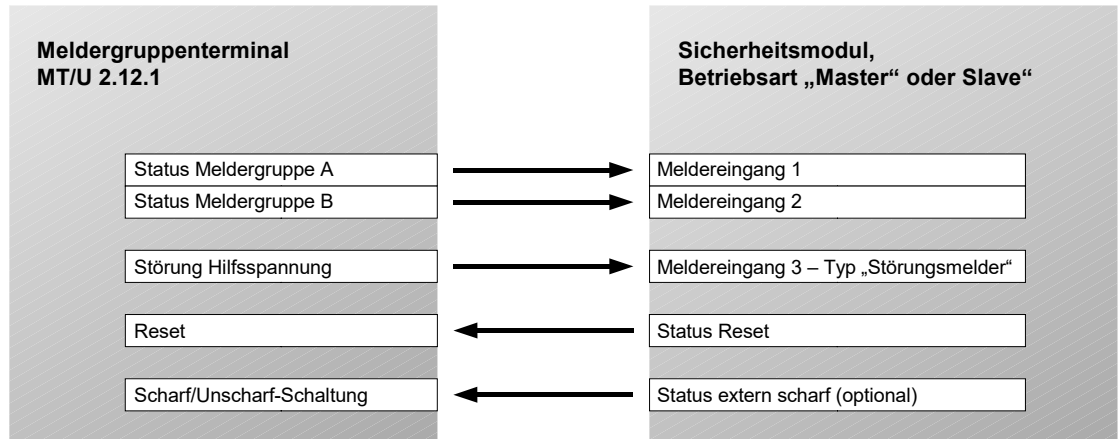 Meldergruppenterminal
MT/U 2.12.1
Sicherheitsmodul,
Betriebsart „Master“ oder Slave“
Status Meldergruppe A
Meldereingang 1
Status Meldergruppe B
Meldereingang 2
Störung Hilfsspannung
Meldereingang 3 – Typ „Störungsmelder“
Reset
Status Reset
Scharf/Unscharf-Schaltung
Status extern scharf (optional)